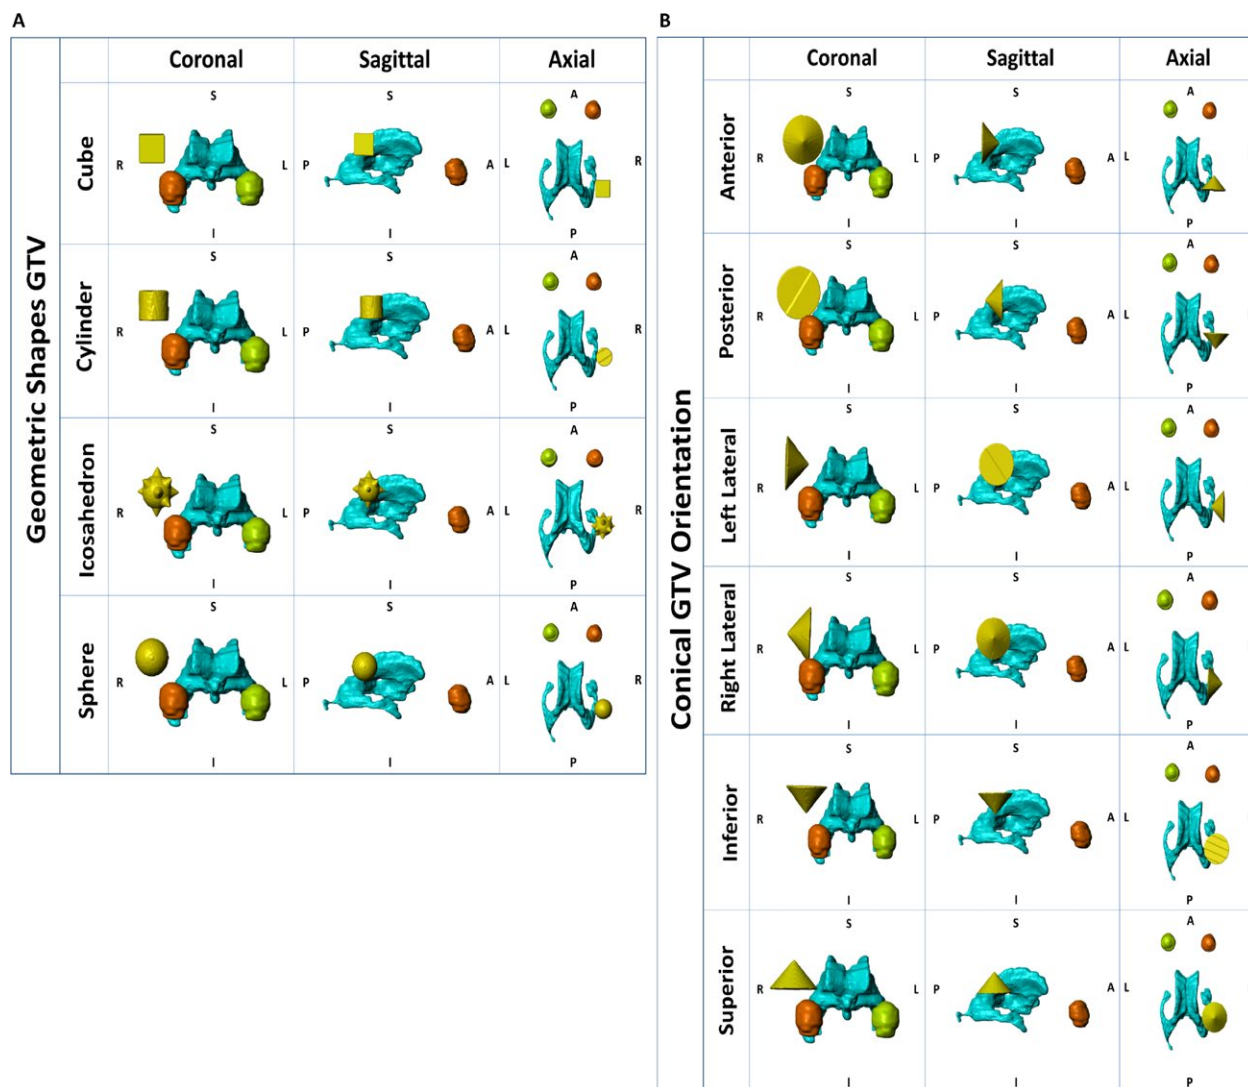 A
Geometric Shapes GTV
Coronal Sagittal Axial
Cube
S S A
R L P A L R
I I P
Cylinder
S S A
R L P A L R
I I P
Icosahedron
S S A
R L P A L R
I I P
Sphere
S S A
R L P A L R
I I P
B
Conical GTV Orientation
Coronal Sagittal Axial
Anterior
S S A
R L P A L
I I P
Posterior
S S A
R L P A L
I I P
Left Lateral
S S A
R L P A L
I I P
Right Lateral
S S A
R L P A L
I I P
Inferior
S S A
R L P A L
I I P
Superior
S S A
R L P A L
I I P